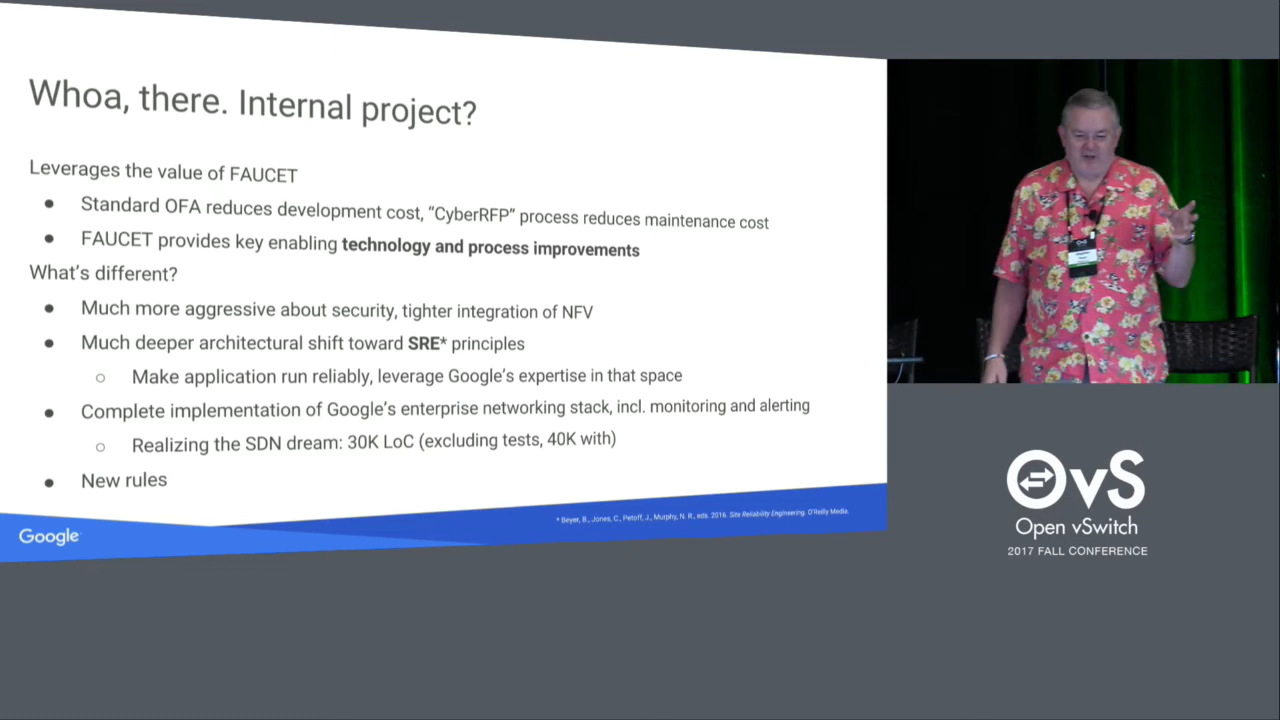 Whoa, there. Internal project?
Leverages the value of FAUCET
● Standard OFA reduces development cost, “CyberRFP” process reduces maintenance cost
● FAUCET provides key enabling technology and process improvements
What’s different?
● Much more aggressive about security, tighter integration of NFV
● Much deeper architectural shift toward SRE* principles
○ Make application run reliably, leverage Google’s expertise in that space
● Complete implementation of Google’s enterprise networking stack, incl. monitoring and alerting
○ Realizing the SDN dream: 30K LoC (excluding tests, 40K with)
● New rules
* Beyer, B., Jones, C., Petoff, J., Murphy, N. R., eds. 2016. Site Reliability Engineering. O’Reilly Media.
Google
OvS
Open vSwitch
2017 FALL CONFERENCE